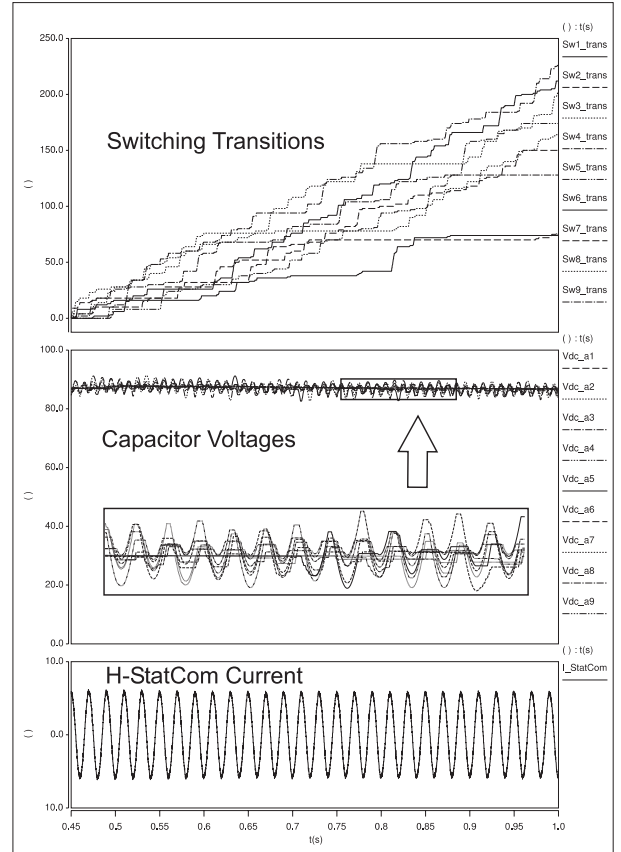 ( ) : t(s)
Sw1_trans
Sw2_trans
Sw3_trans
Sw4_trans
Sw5_trans
Sw6_trans
Sw7_trans
Sw8_trans
Sw9_trans
250.0
200.0
150.0
100.0
50.0
0.0
( )
Switching Transitions
( ) : t(s)
Vdc_a1
Vdc_a2
Vdc_a3
Vdc_a4
Vdc_a5
Vdc_a6
Vdc_a7
Vdc_a8
Vdc_a9
100.0
80.0
60.0
40.0
20.0
0.0
( )
Capacitor Voltages
( ) : t(s)
I_StatCom
10.0
0.0
10.0
( )
H-StatCom Current
0.45 0.5 0.55 0.6 0.65 0.7 0.75 0.8 0.85 0.9 0.95 1.0
t(s)